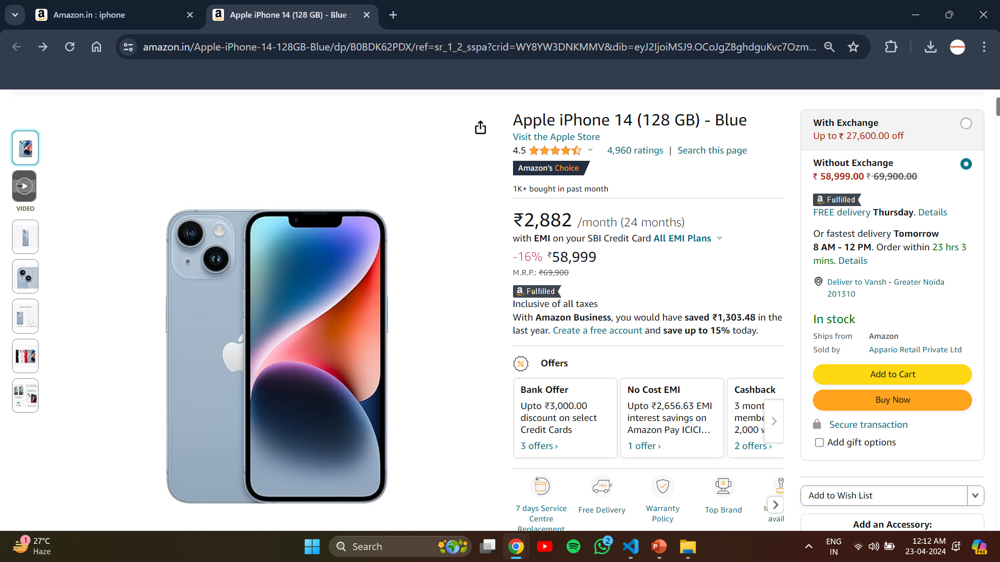 Amazon.in : iphone
Apple iPhone 14 (128 GB) - Blue :
amazon.in/Apple-iPhone-14-128GB-Blue/dp/B0BDK62PDX/ref=sr_1_2_sspa?crid=WY8YW3DNKMMV&dib=eyJ2IjoiMSJ9.OCoJgZ8ghdguKvc7Ozm...
VIDEO
Apple iPhone 14 (128 GB) - Blue
Visit the Apple Store
4.5 4,960 ratings | Search this page
Amazon's Choice
1K+ bought in past month
₹2,882 /month (24 months)
with EMI on your SBI Credit Card All EMI Plans
-16% ₹58,999
M.R.P.: ₹69,900
a Fulfilled
Inclusive of all taxes
With Amazon Business, you would have saved ₹1,303.48 in the
last year. Create a free account and save up to 15% today.
Offers
Bank Offer
Upto ₹3,000.00
discount on select
Credit Cards
3 offers ›
No Cost EMI
Upto ₹2,656.63 EMI
interest savings on
Amazon Pay ICICI…
1 offer ›
Cashback
3 mont
membe
2,000 v
2 offers ›
7 days Service
Centre
Replacement
FREE
Free Delivery
Warranty
Policy
Top Brand
avail
With Exchange
Up to ₹ 27,600.00 off
Without Exchange
₹ 58,999.00 ₹ 69,900.00
a Fulfilled
FREE delivery Thursday. Details
Or fastest delivery Tomorrow
8 AM - 12 PM. Order within 23 hrs 3
mins. Details
Deliver to Vansh - Greater Noida
201310
In stock
Ships from Amazon
Sold by Appario Retail Private Ltd
Add to Cart
Buy Now
Secure transaction
Add gift options
Add to Wish List
Add an Accessory:
1
27°C
Haze
Search
2
ENG
IN
12:12 AM
23-04-2024
PRE